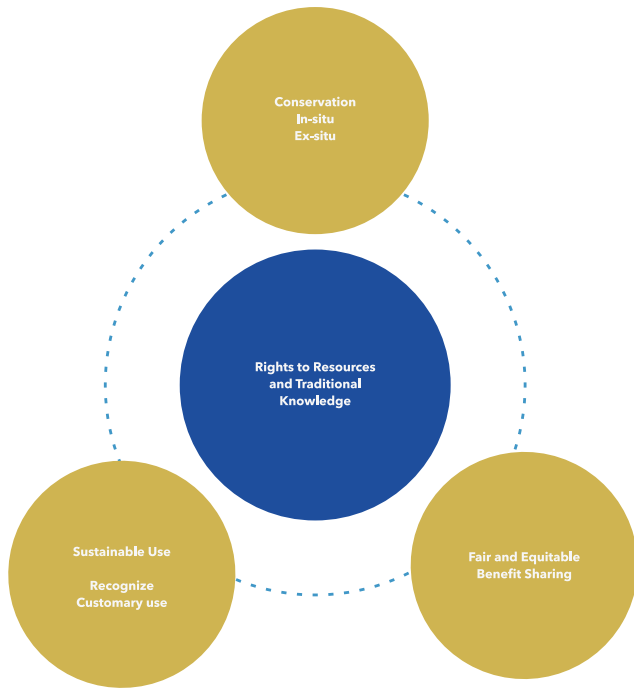 Conservation
In-situ
Ex-situ
Rights to Resources
and Traditional
Knowledge
Sustainable Use
Recognize
Customary use
Fair and Equitable
Benefit Sharing